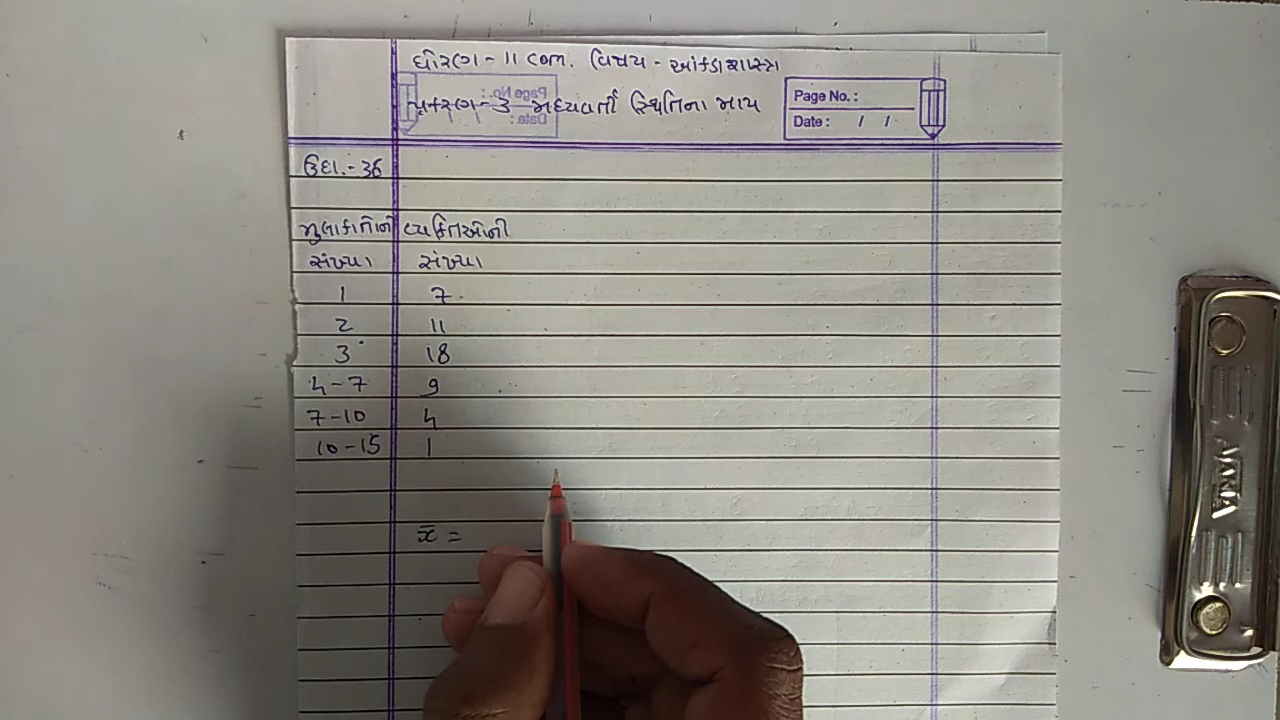 ધોરણ - 11 com. વિષય - આંકડાશાસ્ત્ર
પ્રકરણ - 3 મધ્યવર્તી સ્થિતિના માપ
Page No. :
Date : / /
ઉદા. - 36
મુલાકાતોની વ્યક્તિઓની
સંખ્યા સંખ્યા
1 7
2 11
3 18
4 - 7 9
7 - 10 4
10 - 15 1
x̄ =
AJANTA